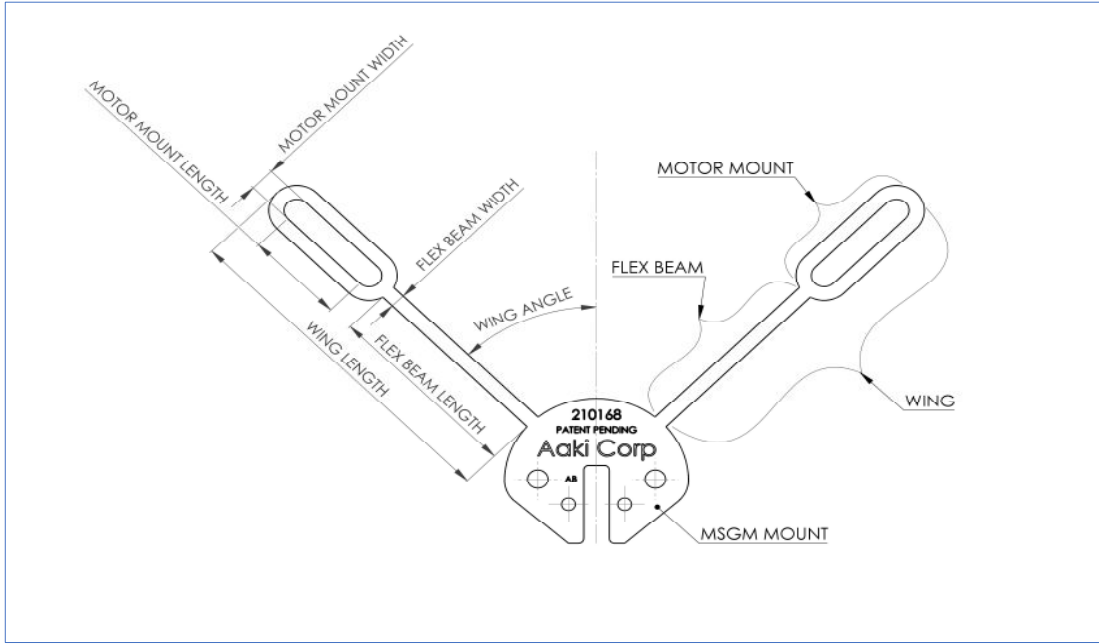 MOTOR MOUNT WIDTH
MOTOR MOUNT LENGTH
FLEX BEAM WIDTH
WING ANGLE
FLEX BEAM LENGTH
WING LENGTH
MOTOR MOUNT
FLEX BEAM
WING
210168
PATENT PENDING
Aaki Corp
AB
MSGM MOUNT